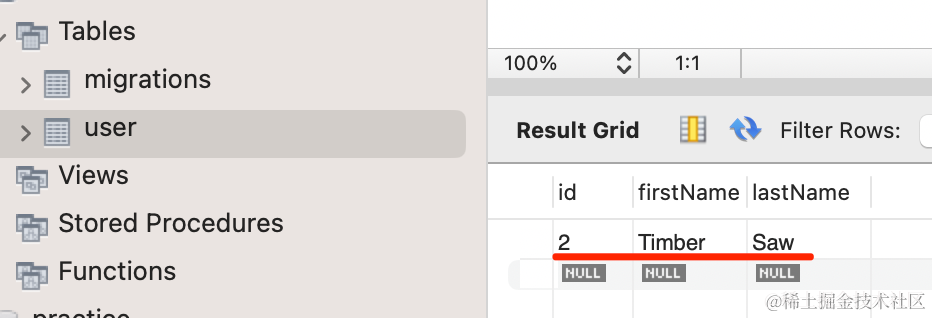 Tables
migrations
user
Views
Stored Procedures
Functions
practice
100%
1:1
Result Grid
Filter Rows:
id firstName lastName
2 Timber Saw
NULL NULL NULL
@稀土掘金技术社区